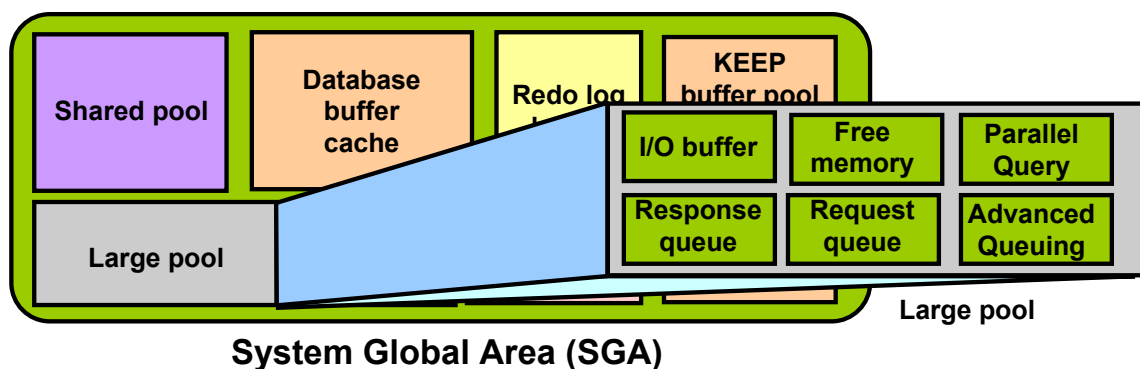 Shared pool
Database
buffer
cache
Redo log
KEEP
buffer pool
I/O buffer
Free
memory
Parallel
Query
Response
queue
Request
queue
Advanced
Queuing
Large pool
Large pool
System Global Area (SGA)